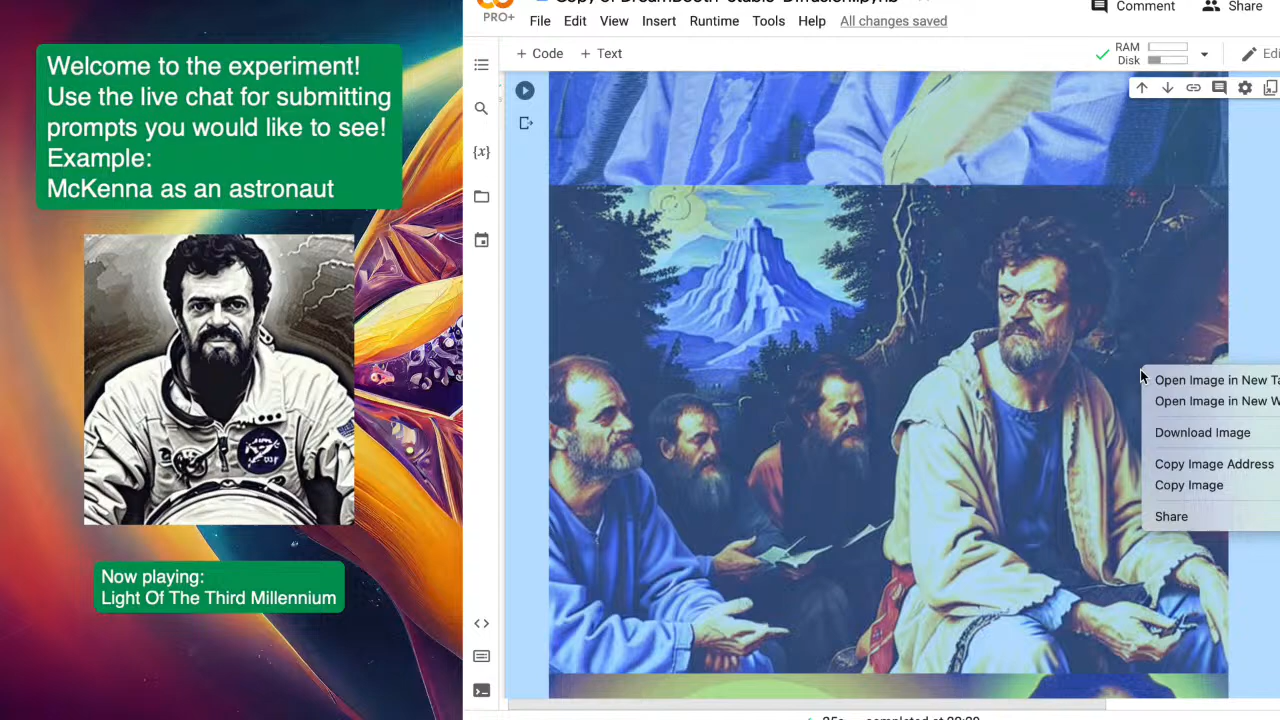 Welcome to the experiment!
Use the live chat for submitting
prompts you would like to see!
Example:
McKenna as an astronaut
Now playing:
Light Of The Third Millennium
PRO+
File Edit View Insert Runtime Tools Help All changes saved
Comment Share
+ Code + Text
RAM
Disk
{x}
Open Image in New
Open Image in New
Download Image
Copy Image Address
Copy Image
Share